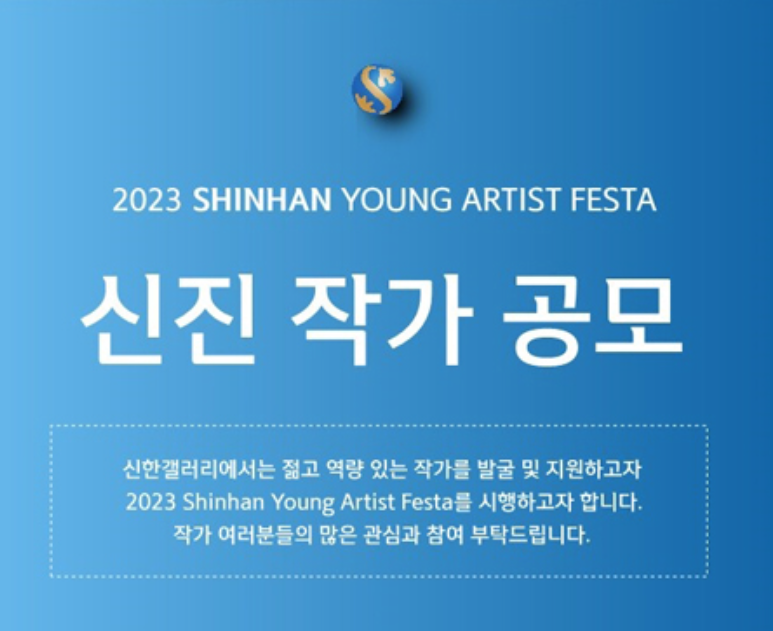 2023 SHINHAN YOUNG ARTIST FESTA
신진 작가 공모
신한갤러리에서는 젊고 역량 있는 작가를 발굴 및 지원하고자
2023 Shinhan Young Artist Festa를 시행하고자 합니다.
작가 여러분들의 많은 관심과 참여 부탁드립니다.